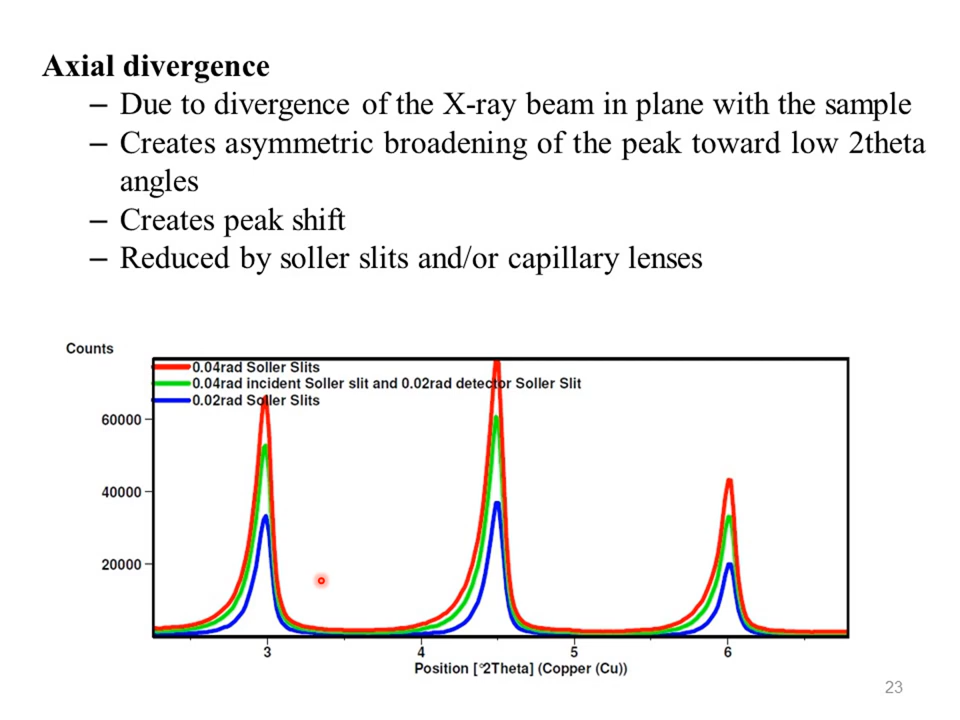 Axial divergence
– Due to divergence of the X-ray beam in plane with the sample
– Creates asymmetric broadening of the peak toward low 2theta
angles
– Creates peak shift
– Reduced by soller slits and/or capillary lenses
Counts
0.04rad Soller Slits
0.04rad incident Soller slit and 0.02rad detector Soller Slit
0.02rad Soller Slits
60000
40000
20000
3 4 5 6
Position [°2Theta] (Copper (Cu))
23